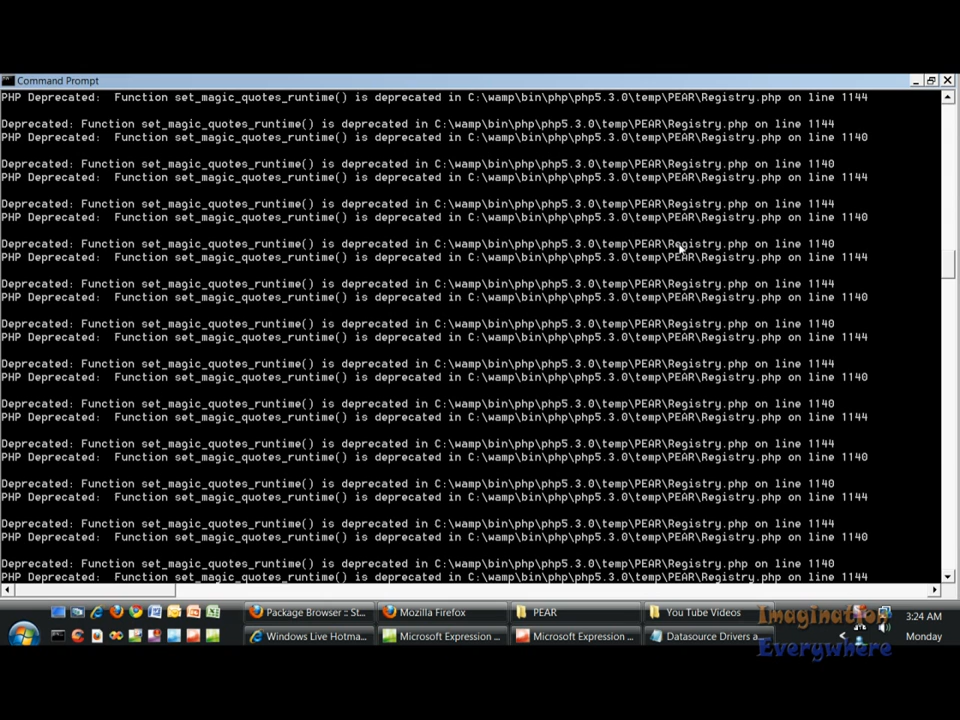 Command Prompt
PHP Deprecated:  Function set_magic_quotes_runtime() is deprecated in C:\wamp\bin\php\php5.3.0\temp\PEAR\Registry.php on line 1144
Deprecated: Function set_magic_quotes_runtime() is deprecated in C:\wamp\bin\php\php5.3.0\temp\PEAR\Registry.php on line 1144
PHP Deprecated:  Function set_magic_quotes_runtime() is deprecated in C:\wamp\bin\php\php5.3.0\temp\PEAR\Registry.php on line 1140
Deprecated: Function set_magic_quotes_runtime() is deprecated in C:\wamp\bin\php\php5.3.0\temp\PEAR\Registry.php on line 1140
PHP Deprecated:  Function set_magic_quotes_runtime() is deprecated in C:\wamp\bin\php\php5.3.0\temp\PEAR\Registry.php on line 1144
Deprecated: Function set_magic_quotes_runtime() is deprecated in C:\wamp\bin\php\php5.3.0\temp\PEAR\Registry.php on line 1144
PHP Deprecated:  Function set_magic_quotes_runtime() is deprecated in C:\wamp\bin\php\php5.3.0\temp\PEAR\Registry.php on line 1140
Deprecated: Function set_magic_quotes_runtime() is deprecated in C:\wamp\bin\php\php5.3.0\temp\PEAR\Registry.php on line 1140
PHP Deprecated:  Function set_magic_quotes_runtime() is deprecated in C:\wamp\bin\php\php5.3.0\temp\PEAR\Registry.php on line 1144
Deprecated: Function set_magic_quotes_runtime() is deprecated in C:\wamp\bin\php\php5.3.0\temp\PEAR\Registry.php on line 1144
PHP Deprecated:  Function set_magic_quotes_runtime() is deprecated in C:\wamp\bin\php\php5.3.0\temp\PEAR\Registry.php on line 1140
Deprecated: Function set_magic_quotes_runtime() is deprecated in C:\wamp\bin\php\php5.3.0\temp\PEAR\Registry.php on line 1140
PHP Deprecated:  Function set_magic_quotes_runtime() is deprecated in C:\wamp\bin\php\php5.3.0\temp\PEAR\Registry.php on line 1144
Deprecated: Function set_magic_quotes_runtime() is deprecated in C:\wamp\bin\php\php5.3.0\temp\PEAR\Registry.php on line 1144
PHP Deprecated:  Function set_magic_quotes_runtime() is deprecated in C:\wamp\bin\php\php5.3.0\temp\PEAR\Registry.php on line 1140
Deprecated: Function set_magic_quotes_runtime() is deprecated in C:\wamp\bin\php\php5.3.0\temp\PEAR\Registry.php on line 1140
PHP Deprecated:  Function set_magic_quotes_runtime() is deprecated in C:\wamp\bin\php\php5.3.0\temp\PEAR\Registry.php on line 1144
Deprecated: Function set_magic_quotes_runtime() is deprecated in C:\wamp\bin\php\php5.3.0\temp\PEAR\Registry.php on line 1144
PHP Deprecated:  Function set_magic_quotes_runtime() is deprecated in C:\wamp\bin\php\php5.3.0\temp\PEAR\Registry.php on line 1140
Deprecated: Function set_magic_quotes_runtime() is deprecated in C:\wamp\bin\php\php5.3.0\temp\PEAR\Registry.php on line 1140
PHP Deprecated:  Function set_magic_quotes_runtime() is deprecated in C:\wamp\bin\php\php5.3.0\temp\PEAR\Registry.php on line 1144
Deprecated: Function set_magic_quotes_runtime() is deprecated in C:\wamp\bin\php\php5.3.0\temp\PEAR\Registry.php on line 1144
PHP Deprecated:  Function set_magic_quotes_runtime() is deprecated in C:\wamp\bin\php\php5.3.0\temp\PEAR\Registry.php on line 1140
Deprecated: Function set_magic_quotes_runtime() is deprecated in C:\wamp\bin\php\php5.3.0\temp\PEAR\Registry.php on line 1140
PHP Deprecated:  Function set_magic_quotes_runtime() is deprecated in C:\wamp\bin\php\php5.3.0\temp\PEAR\Registry.php on line 1144
Package Browser :: St... Mozilla Firefox PEAR You Tube Videos Imagination 3:24 AM
Windows Live Hotma... Microsoft Expression ... Microsoft Expression ... Datasource Drivers a... Everywhere Monday